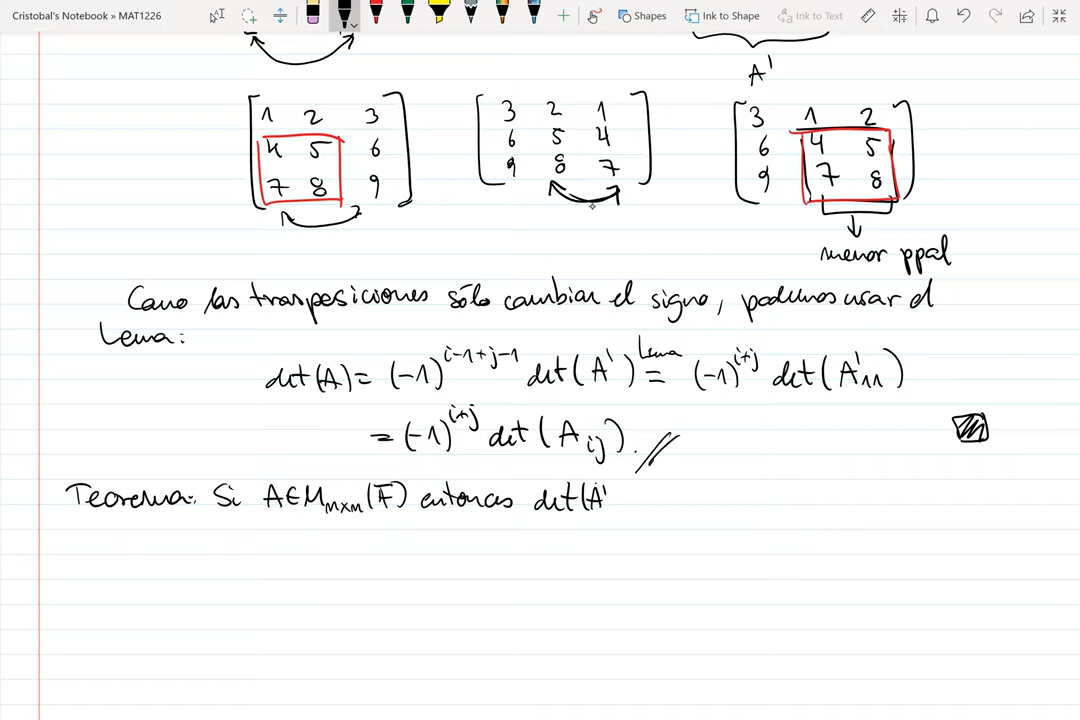 Cristobal's Notebook » MAT1226
Shapes Ink to Shape Ink to Text
A'
1 2 3
4 5 6
7 8 9
3 2 1
6 5 4
9 8 7
3 1 2
6 4 5
9 7 8
menor ppal
Como las trasposiciones sólo cambian el signo, podemos usar el
Lema:
det(A) = (-1)^{i-1+j-1} det(A') =^{Lema} (-1)^{i+j} det(A'_{11})
= (-1)^{i+j} det(A_{ij}). //
Teorema: Si A∈M_{n×n}(F) entonces det(A'